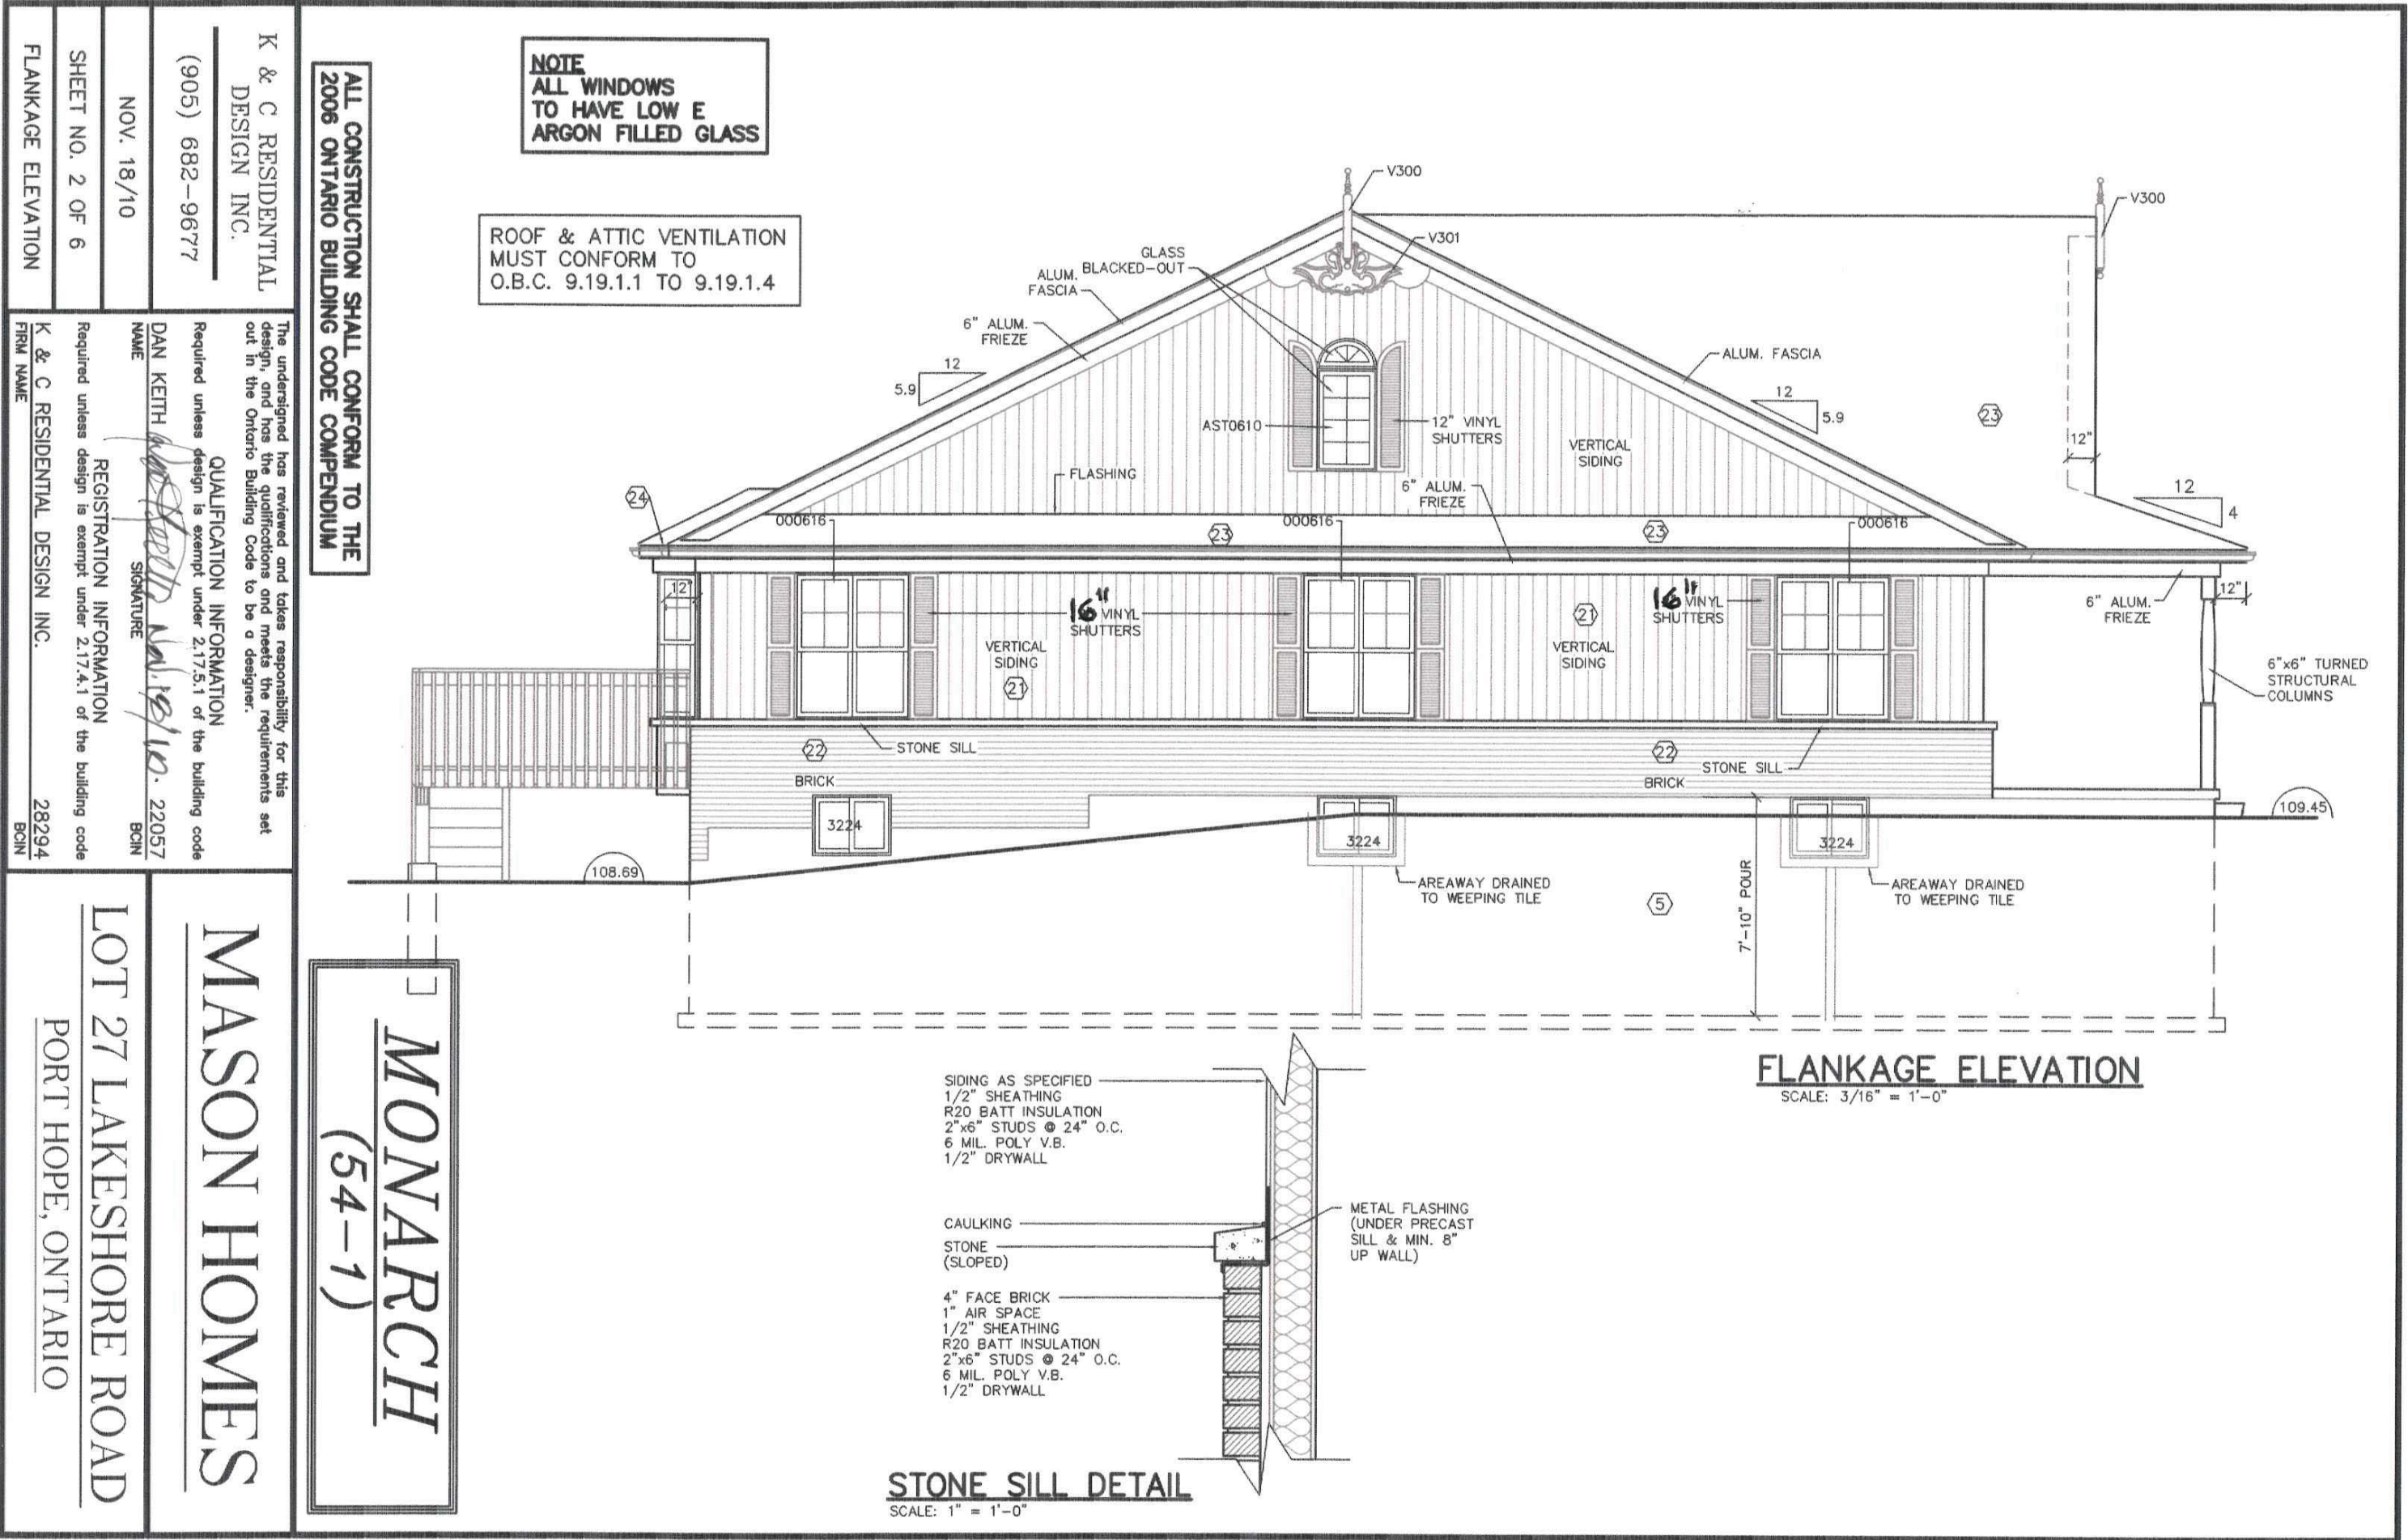 NOTE
ALL WINDOWS
TO HAVE LOW E
ARGON FILLED GLASS
ROOF & ATTIC VENTILATION
MUST CONFORM TO
O.B.C. 9.19.1.1 TO 9.19.1.4
V300
V300
V301
GLASS
BLACKED-OUT
ALUM.
FASCIA
6" ALUM.
FRIEZE
12
5.9
ALUM. FASCIA
12
5.9
23
12"
AST0610
12" VINYL
SHUTTERS
VERTICAL
SIDING
FLASHING
6" ALUM.
FRIEZE
12
4
24
000616
000616
000616
23
23
12"
16" VINYL
SHUTTERS
16" VINYL
SHUTTERS
21
VERTICAL
SIDING
21
VERTICAL
SIDING
12"
6" ALUM.
FRIEZE
6"x6" TURNED
STRUCTURAL
COLUMNS
22
STONE SILL
BRICK
22
STONE SILL
BRICK
3224
3224
3224
109.45
108.69
AREAWAY DRAINED
TO WEEPING TILE
AREAWAY DRAINED
TO WEEPING TILE
5
7'-10" POUR
FLANKAGE ELEVATION
SCALE: 3/16" = 1'-0"
SIDING AS SPECIFIED
1/2" SHEATHING
R20 BATT INSULATION
2"x6" STUDS @ 24" O.C.
6 MIL. POLY V.B.
1/2" DRYWALL
CAULKING
STONE
(SLOPED)
METAL FLASHING
(UNDER PRECAST
SILL & MIN. 8"
UP WALL)
4" FACE BRICK
1" AIR SPACE
1/2" SHEATHING
R20 BATT INSULATION
2"x6" STUDS @ 24" O.C.
6 MIL. POLY V.B.
1/2" DRYWALL
STONE SILL DETAIL
SCALE: 1" = 1'-0"
ALL CONSTRUCTION SHALL CONFORM TO THE
2006 ONTARIO BUILDING CODE COMPENDIUM
MONARCH
(54-1)
K & C RESIDENTIAL
DESIGN INC.
(905) 682-9677
NOV. 18/10
SHEET NO. 2 OF 6
FLANKAGE ELEVATION
The undersigned has reviewed and takes responsibility for this
design, and has the qualifications and meets the requirements set
out in the Ontario Building Code to be a designer.
QUALIFICATION INFORMATION
Required unless design is exempt under 2.17.5.1 of the building code
DAN KEITH Nov. 18/10. 22057
NAME SIGNATURE BCIN
REGISTRATION INFORMATION
Required unless design is exempt under 2.17.4.1 of the building code
K & C RESIDENTIAL DESIGN INC. 28294
FIRM NAME BCIN
MASON HOMES
LOT 27 LAKESHORE ROAD
PORT HOPE, ONTARIO